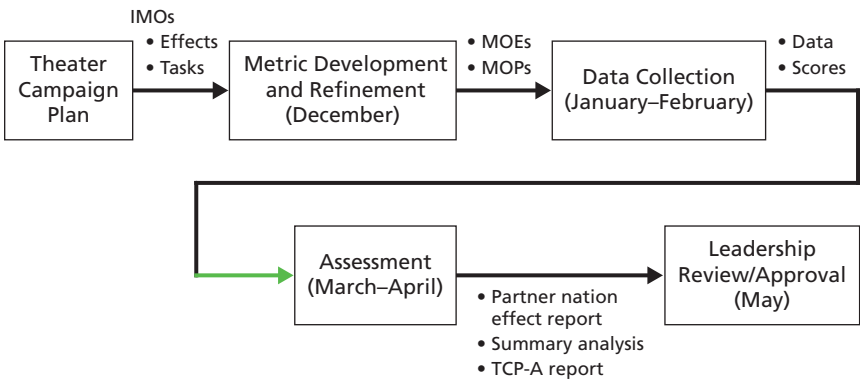 IMOs
• Effects
• Tasks
Theater
Campaign
Plan
Metric Development
and Refinement
(December)
• MOEs
• MOPs
Data Collection
(January–February)
• Data
• Scores
Assessment
(March–April)
• Partner nation
effect report
• Summary analysis
• TCP-A report
Leadership
Review/Approval
(May)